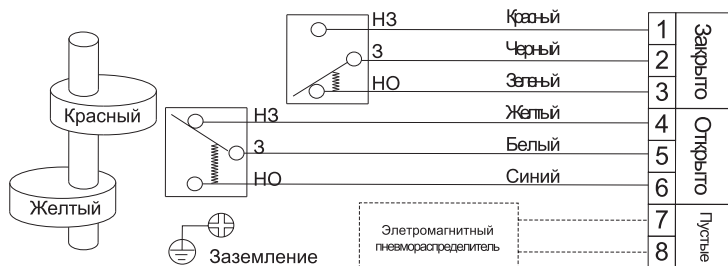 НЗ Красный 1
З Черный 2
НО Зеленый 3
Закрыто
НЗ Желтый 4
З Белый 5
НО Синий 6
Открыто
Красный
Желтый
Заземление
Элетромагнитный
пневмораспределитель
7
8
Пустые